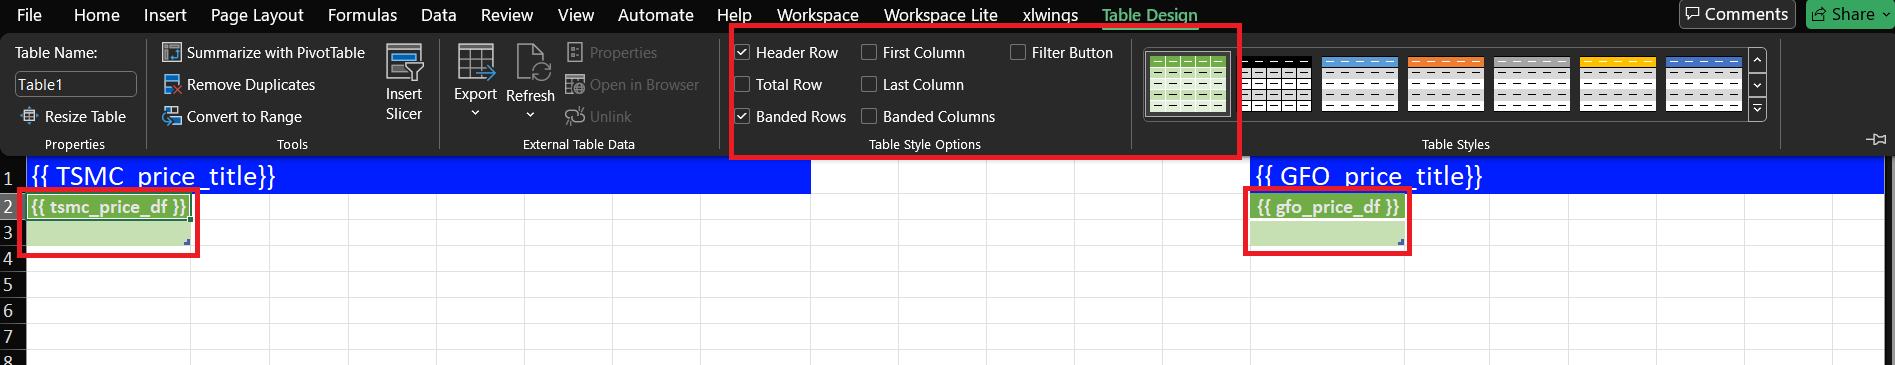 File Home Insert Page Layout Formulas Data Review View Automate Help Workspace Workspace Lite xlwings Table Design Comments Share
Table Name:
Table1
Resize Table
Properties
Summarize with PivotTable
Remove Duplicates
Convert to Range
Insert
Slicer
Tools
Export
Refresh
Properties
Open in Browser
Unlink
External Table Data
Header Row
Total Row
Banded Rows
First Column
Last Column
Banded Columns
Filter Button
Table Style Options
Table Styles
1 {{ TSMC_price_title}} {{ GFO_price_title}}
2 {{ tsmc_price_df }} {{ gfo_price_df }}
3
4
5
6
7
8